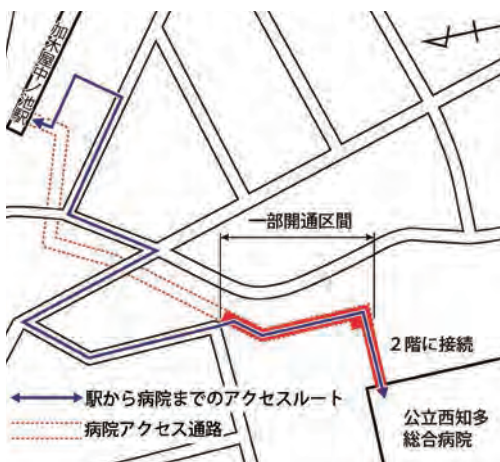 加木屋中ノ池駅
一部開通区間
２階に接続
駅から病院までのアクセスルート
病院アクセス通路
公立西知多
総合病院